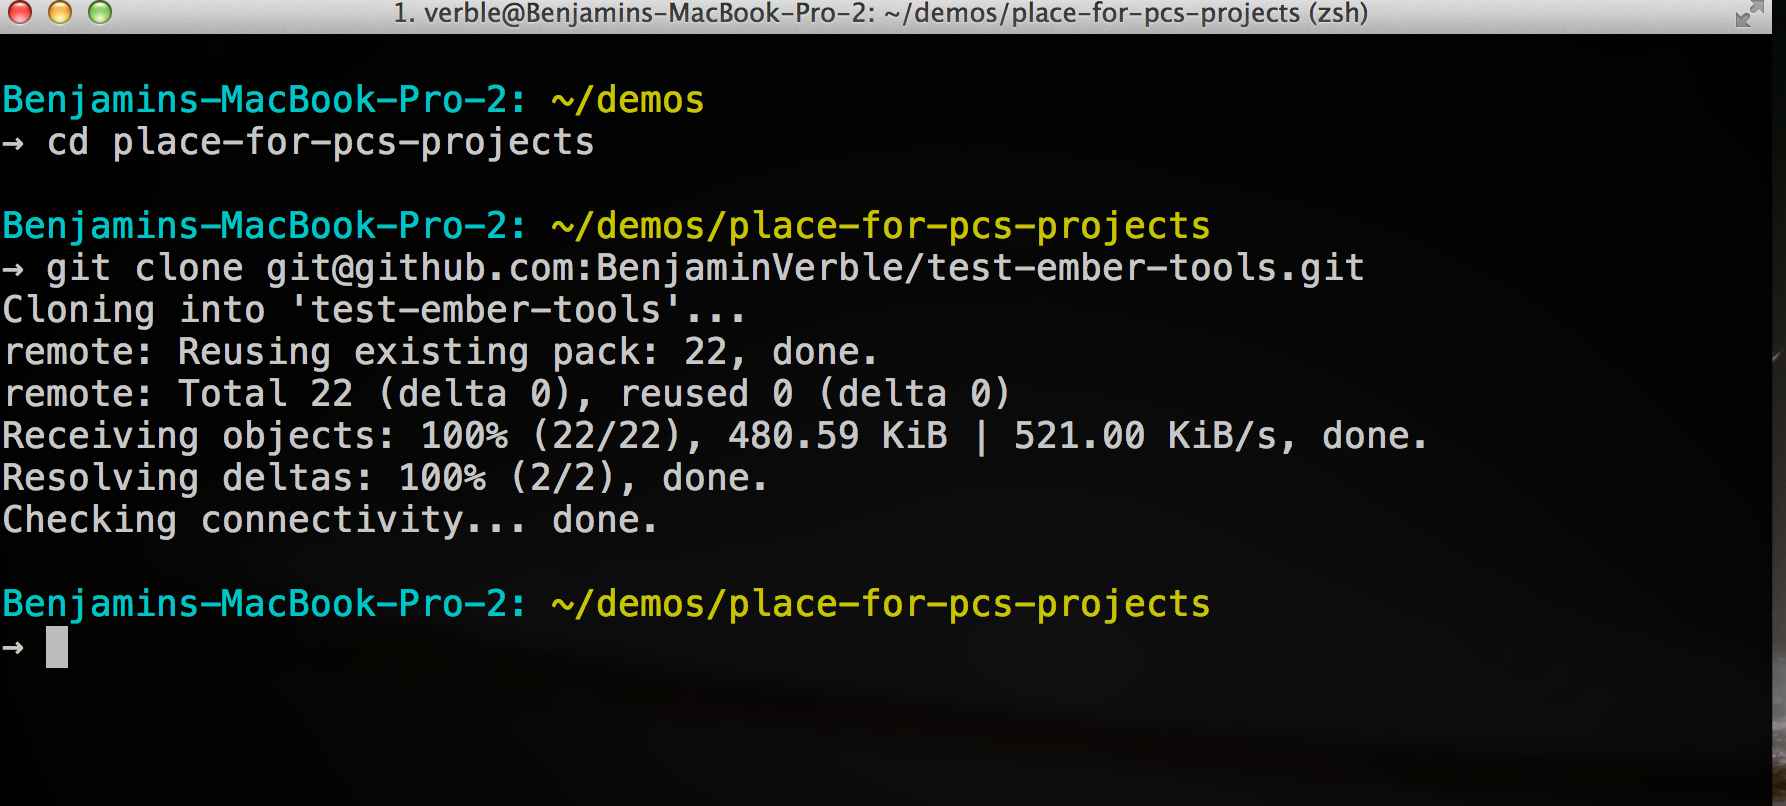 1. verble@Benjamins-MacBook-Pro-2: ~/demos/place-for-pcs-projects (zsh)
Benjamins-MacBook-Pro-2: ~/demos
→ cd place-for-pcs-projects
Benjamins-MacBook-Pro-2: ~/demos/place-for-pcs-projects
→ git clone git@github.com:BenjaminVerble/test-ember-tools.git
Cloning into 'test-ember-tools'...
remote: Reusing existing pack: 22, done.
remote: Total 22 (delta 0), reused 0 (delta 0)
Receiving objects: 100% (22/22), 480.59 KiB | 521.00 KiB/s, done.
Resolving deltas: 100% (2/2), done.
Checking connectivity... done.
Benjamins-MacBook-Pro-2: ~/demos/place-for-pcs-projects
→